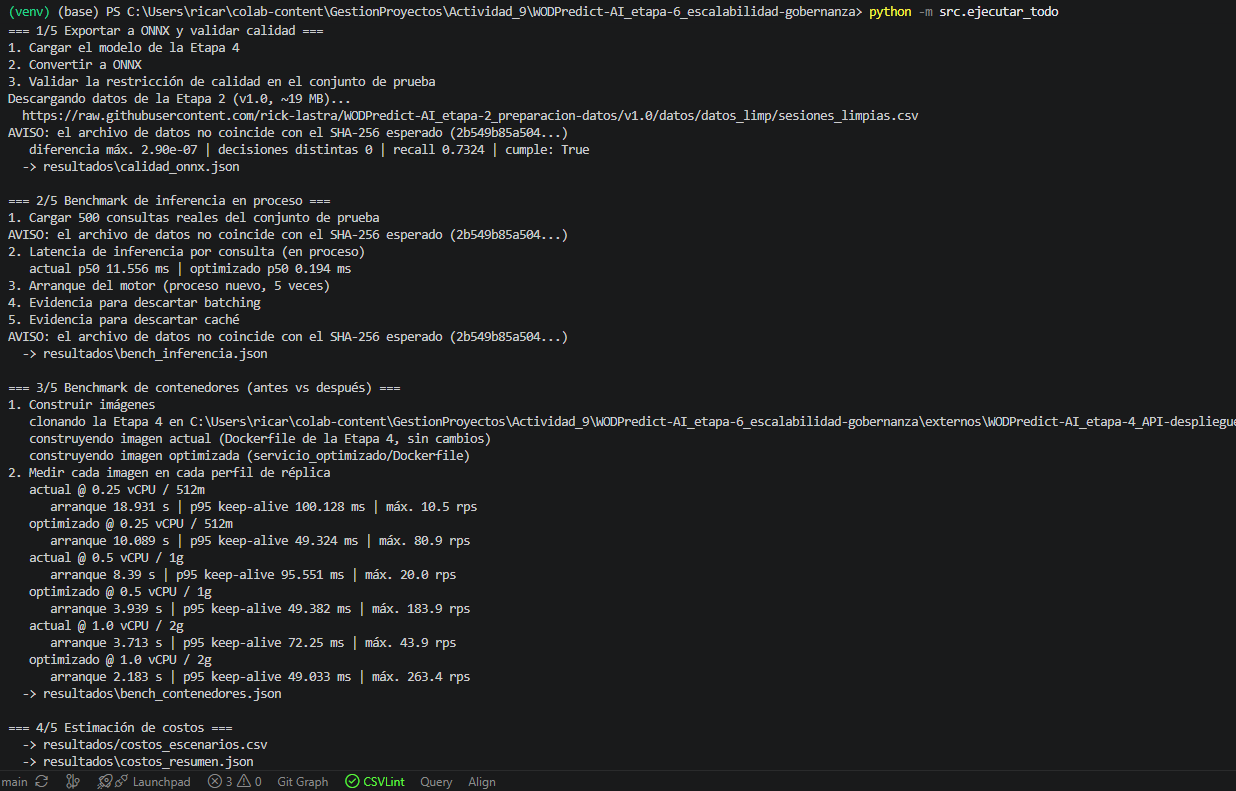 (venv) (base) PS C:\Users\ricar\colab-content\GestionProyectos\Actividad_9\WODPredict-AI_etapa-6_escalabilidad-gobernanza> python -m src.ejecutar_todo
=== 1/5 Exportar a ONNX y validar calidad ===
1. Cargar el modelo de la Etapa 4
2. Convertir a ONNX
3. Validar la restricción de calidad en el conjunto de prueba
Descargando datos de la Etapa 2 (v1.0, ~19 MB)...
https://raw.githubusercontent.com/rick-lastra/WODPredict-AI_etapa-2_preparacion-datos/v1.0/datos/datos_limp/sesiones_limpias.csv
AVISO: el archivo de datos no coincide con el SHA-256 esperado (2b549b85a504...)
diferencia máx. 2.90e-07 | decisiones distintas 0 | recall 0.7324 | cumple: True
-> resultados\calidad_onnx.json
=== 2/5 Benchmark de inferencia en proceso ===
1. Cargar 500 consultas reales del conjunto de prueba
AVISO: el archivo de datos no coincide con el SHA-256 esperado (2b549b85a504...)
2. Latencia de inferencia por consulta (en proceso)
actual p50 11.556 ms | optimizado p50 0.194 ms
3. Arranque del motor (proceso nuevo, 5 veces)
4. Evidencia para descartar batching
5. Evidencia para descartar caché
AVISO: el archivo de datos no coincide con el SHA-256 esperado (2b549b85a504...)
-> resultados\bench_inferencia.json
=== 3/5 Benchmark de contenedores (antes vs después) ===
1. Construir imágenes
clonando la Etapa 4 en C:\Users\ricar\colab-content\GestionProyectos\Actividad_9\WODPredict-AI_etapa-6_escalabilidad-gobernanza\externos\WODPredict-AI_etapa-4_API-despliegue
construyendo imagen actual (Dockerfile de la Etapa 4, sin cambios)
construyendo imagen optimizada (servicio_optimizado/Dockerfile)
2. Medir cada imagen en cada perfil de réplica
actual @ 0.25 vCPU / 512m
arranque 18.931 s | p95 keep-alive 100.128 ms | máx. 10.5 rps
optimizado @ 0.25 vCPU / 512m
arranque 10.089 s | p95 keep-alive 49.324 ms | máx. 80.9 rps
actual @ 0.5 vCPU / 1g
arranque 8.39 s | p95 keep-alive 95.551 ms | máx. 20.0 rps
optimizado @ 0.5 vCPU / 1g
arranque 3.939 s | p95 keep-alive 49.382 ms | máx. 183.9 rps
actual @ 1.0 vCPU / 2g
arranque 3.713 s | p95 keep-alive 72.25 ms | máx. 43.9 rps
optimizado @ 1.0 vCPU / 2g
arranque 2.183 s | p95 keep-alive 49.033 ms | máx. 263.4 rps
-> resultados\bench_contenedores.json
=== 4/5 Estimación de costos ===
-> resultados/costos_escenarios.csv
-> resultados\costos_resumen.json
main Launchpad 3 0 Git Graph CSVLint Query Align